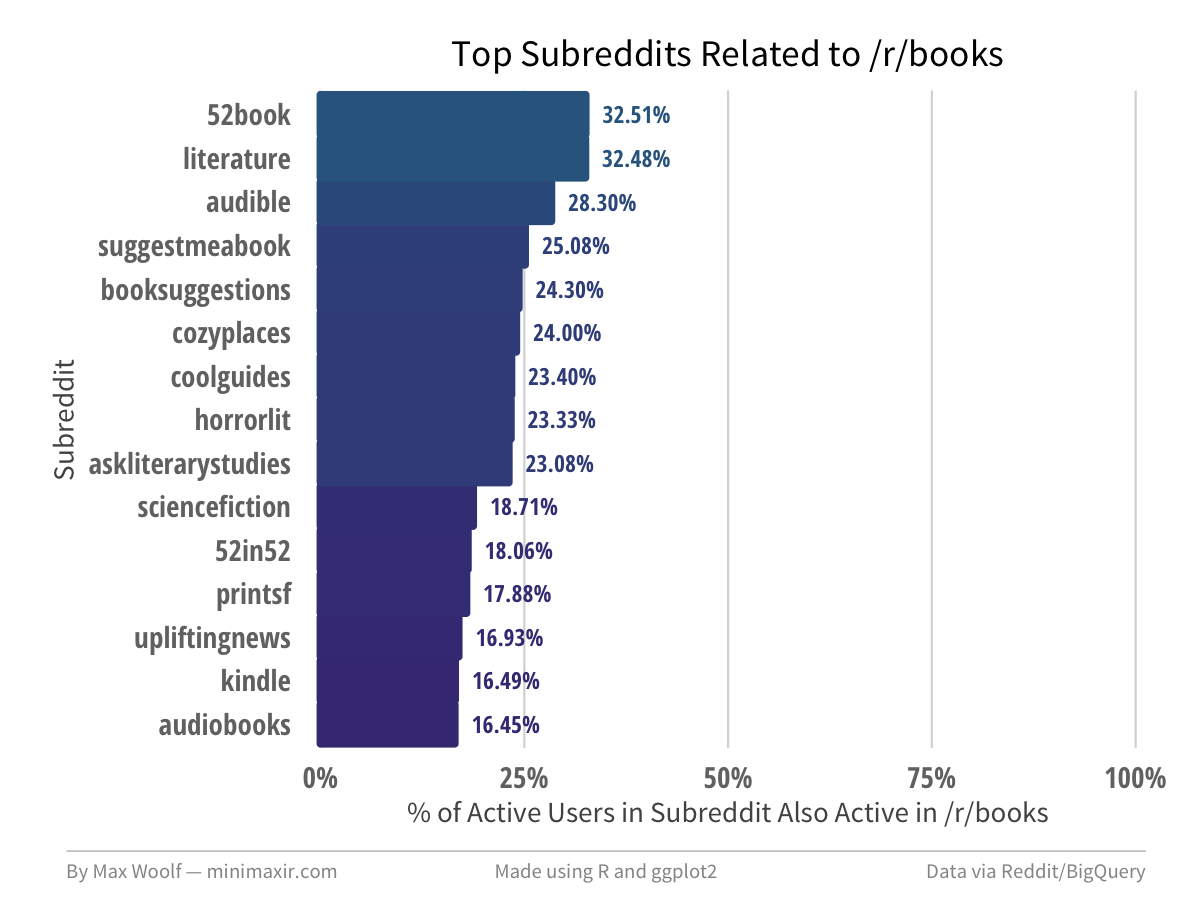 Top Subreddits Related to /r/books
52book 32.51%
literature 32.48%
audible 28.30%
suggestmeabook 25.08%
booksuggestions 24.30%
cozyplaces 24.00%
coolguides 23.40%
horrorlit 23.33%
askliterarystudies 23.08%
sciencefiction 18.71%
52in52 18.06%
printsf 17.88%
upliftingnews 16.93%
kindle 16.49%
audiobooks 16.45%
Subreddit
0% 25% 50% 75% 100%
% of Active Users in Subreddit Also Active in /r/books
By Max Woolf — minimaxir.com Made using R and ggplot2 Data via Reddit/BigQuery